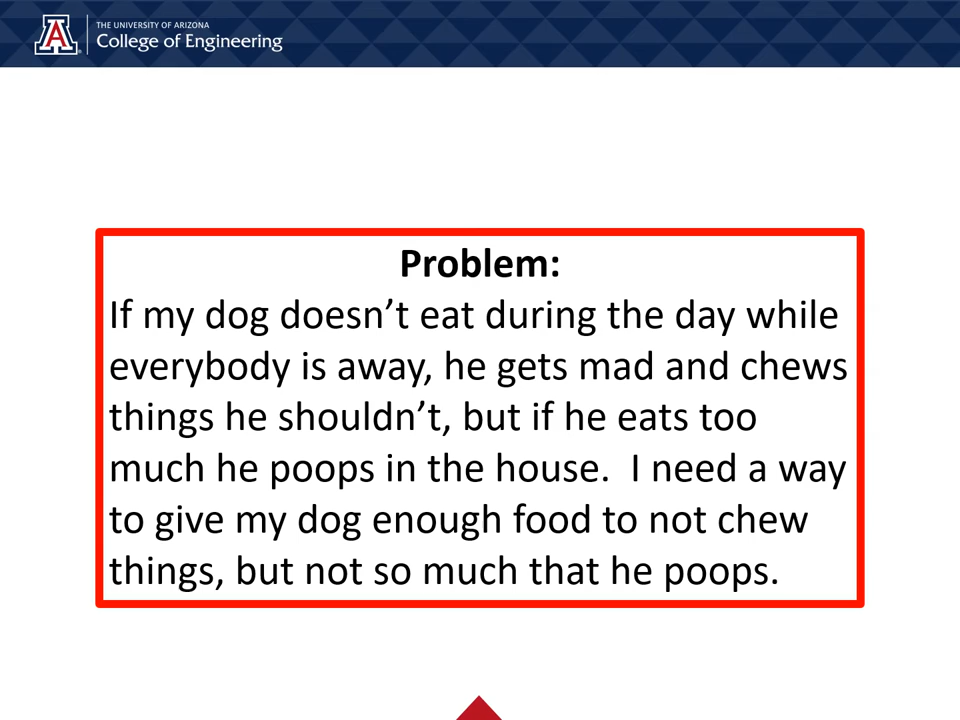 THE UNIVERSITY OF ARIZONA
College of Engineering
Problem:
If my dog doesn’t eat during the day while
everybody is away, he gets mad and chews
things he shouldn’t, but if he eats too
much he poops in the house.  I need a way
to give my dog enough food to not chew
things, but not so much that he poops.